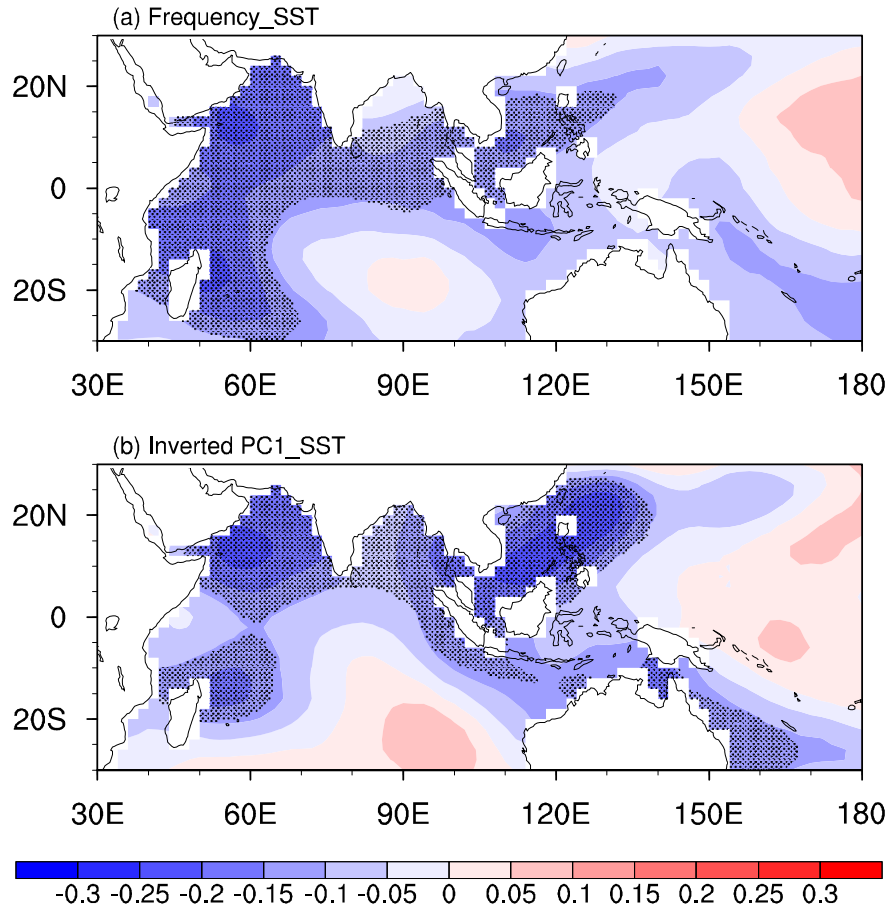 (a) Frequency_SST
20N
0
20S
30E 60E 90E 120E 150E 180
(b) Inverted PC1_SST
20N
0
20S
30E 60E 90E 120E 150E 180
-0.3 -0.25 -0.2 -0.15 -0.1 -0.05 0 0.05 0.1 0.15 0.2 0.25 0.3